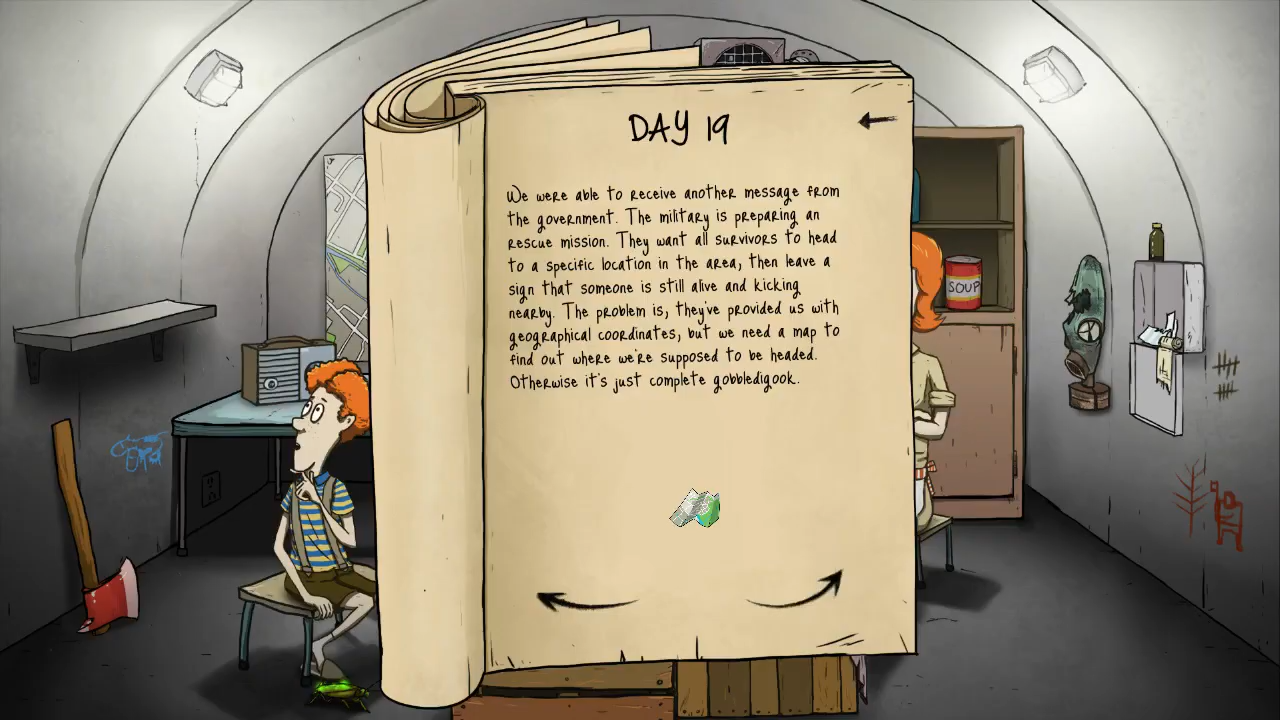 DAY 19
We were able to receive another message from
the government. The military is preparing an
rescue mission. They want all survivors to head
to a specific location in the area, then leave a
sign that someone is still alive and kicking
nearby. The problem is, they've provided us with
geographical coordinates, but we need a map to
find out where we're supposed to be headed.
Otherwise it's just complete gobbledigook.
SOUP